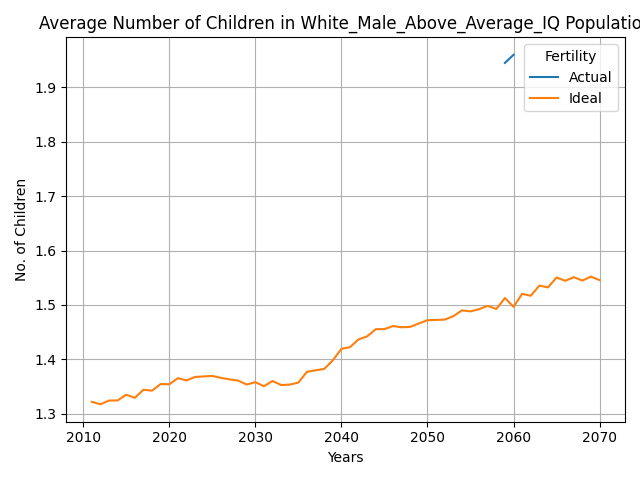 Average Number of Children in White_Male_Above_Average_IQ Populatio
Fertility
Actual
Ideal
1.9
1.8
1.7
1.6
1.5
1.4
1.3
No. of Children
2010 2020 2030 2040 2050 2060 2070
Years